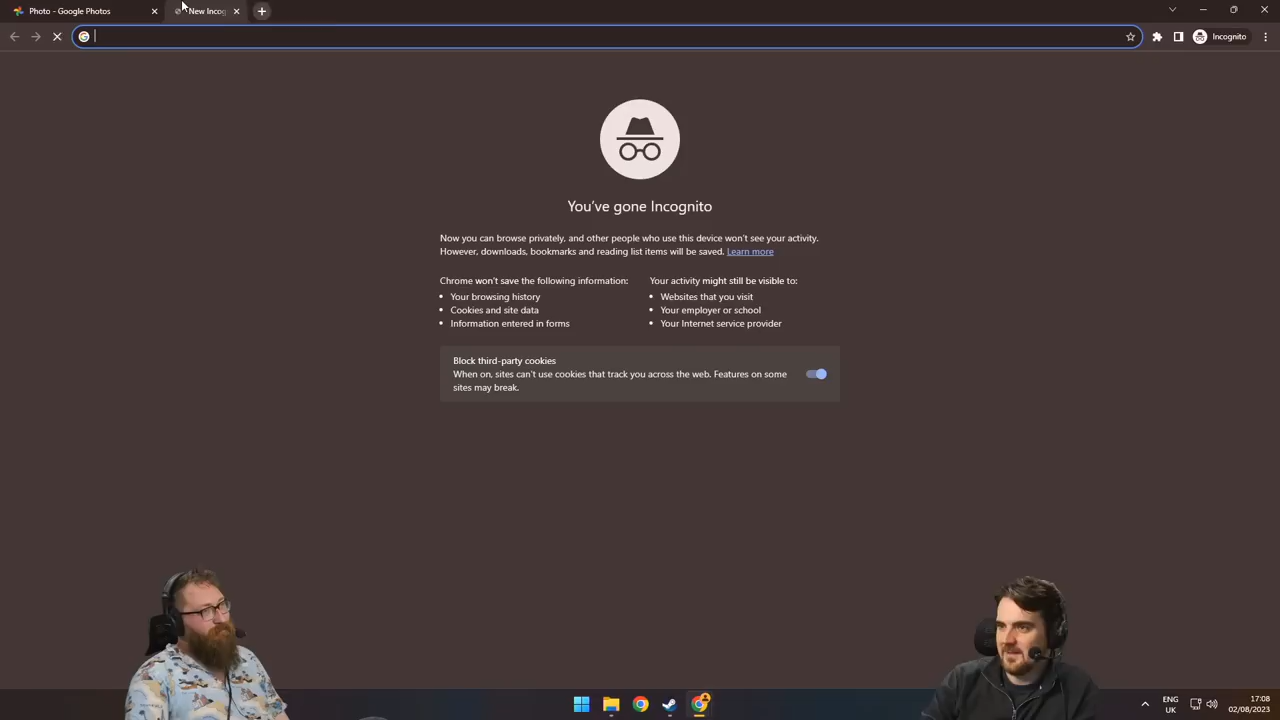 Photo - Google Photos
New Incog
Incognito
You've gone Incognito
Now you can browse privately, and other people who use this device won't see your activity.
However, downloads, bookmarks and reading list items will be saved. Learn more
Chrome won't save the following information:
Your browsing history
Cookies and site data
Information entered in forms
Your activity might still be visible to:
Websites that you visit
Your employer or school
Your Internet service provider
Block third-party cookies
When on, sites can't use cookies that track you across the web. Features on some
sites may break.
ENG
UK
17:08
02/08/2023